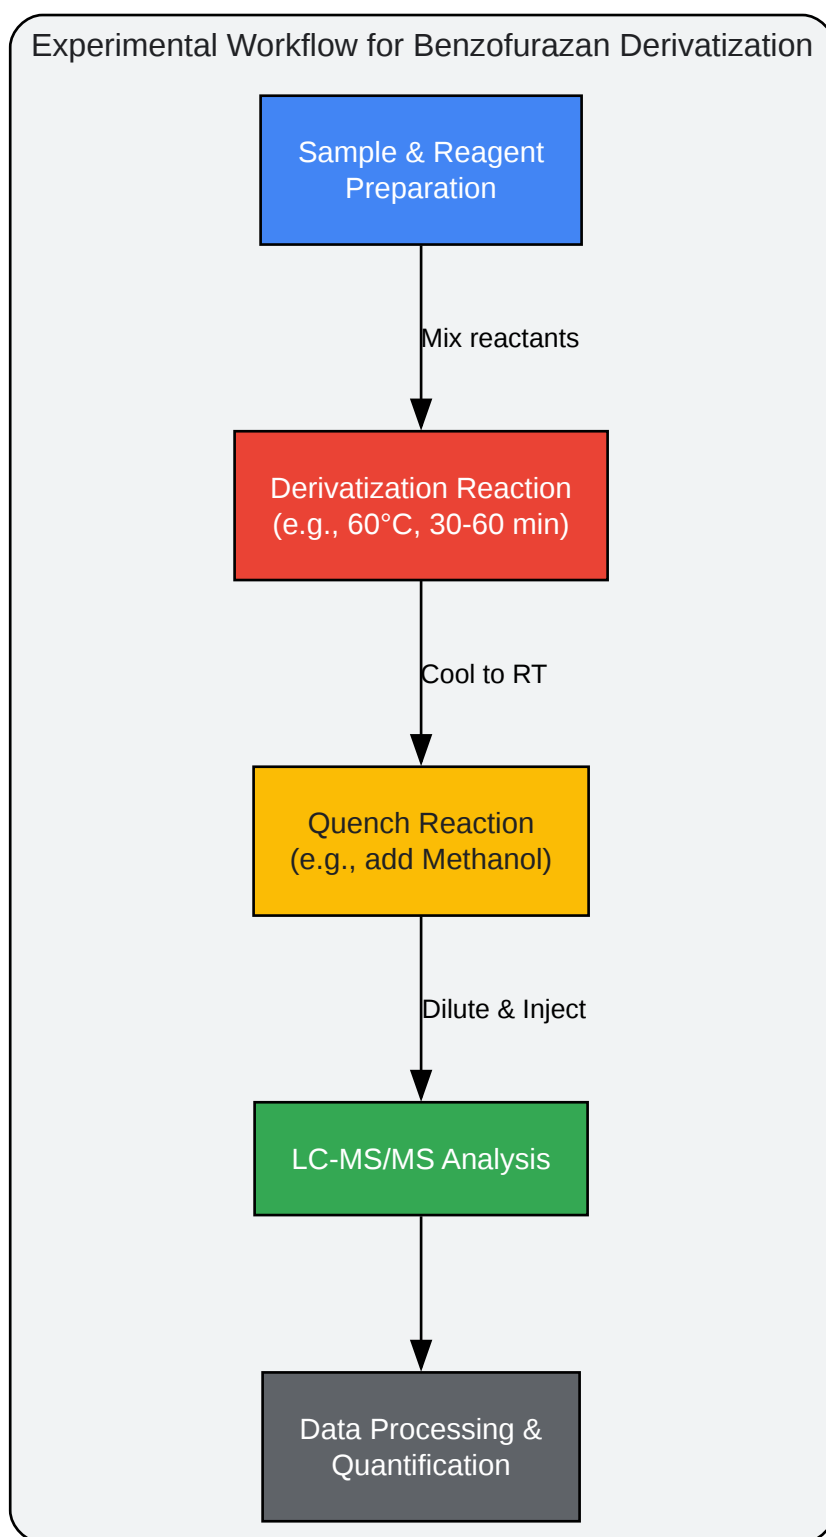 Experimental Workflow for Benzofurazan Derivatization
Sample & Reagent
Preparation
Mix reactants
Derivatization Reaction
(e.g., 60°C, 30-60 min)
Cool to RT
Quench Reaction
(e.g., add Methanol)
Dilute & Inject
LC-MS/MS Analysis
Data Processing &
Quantification